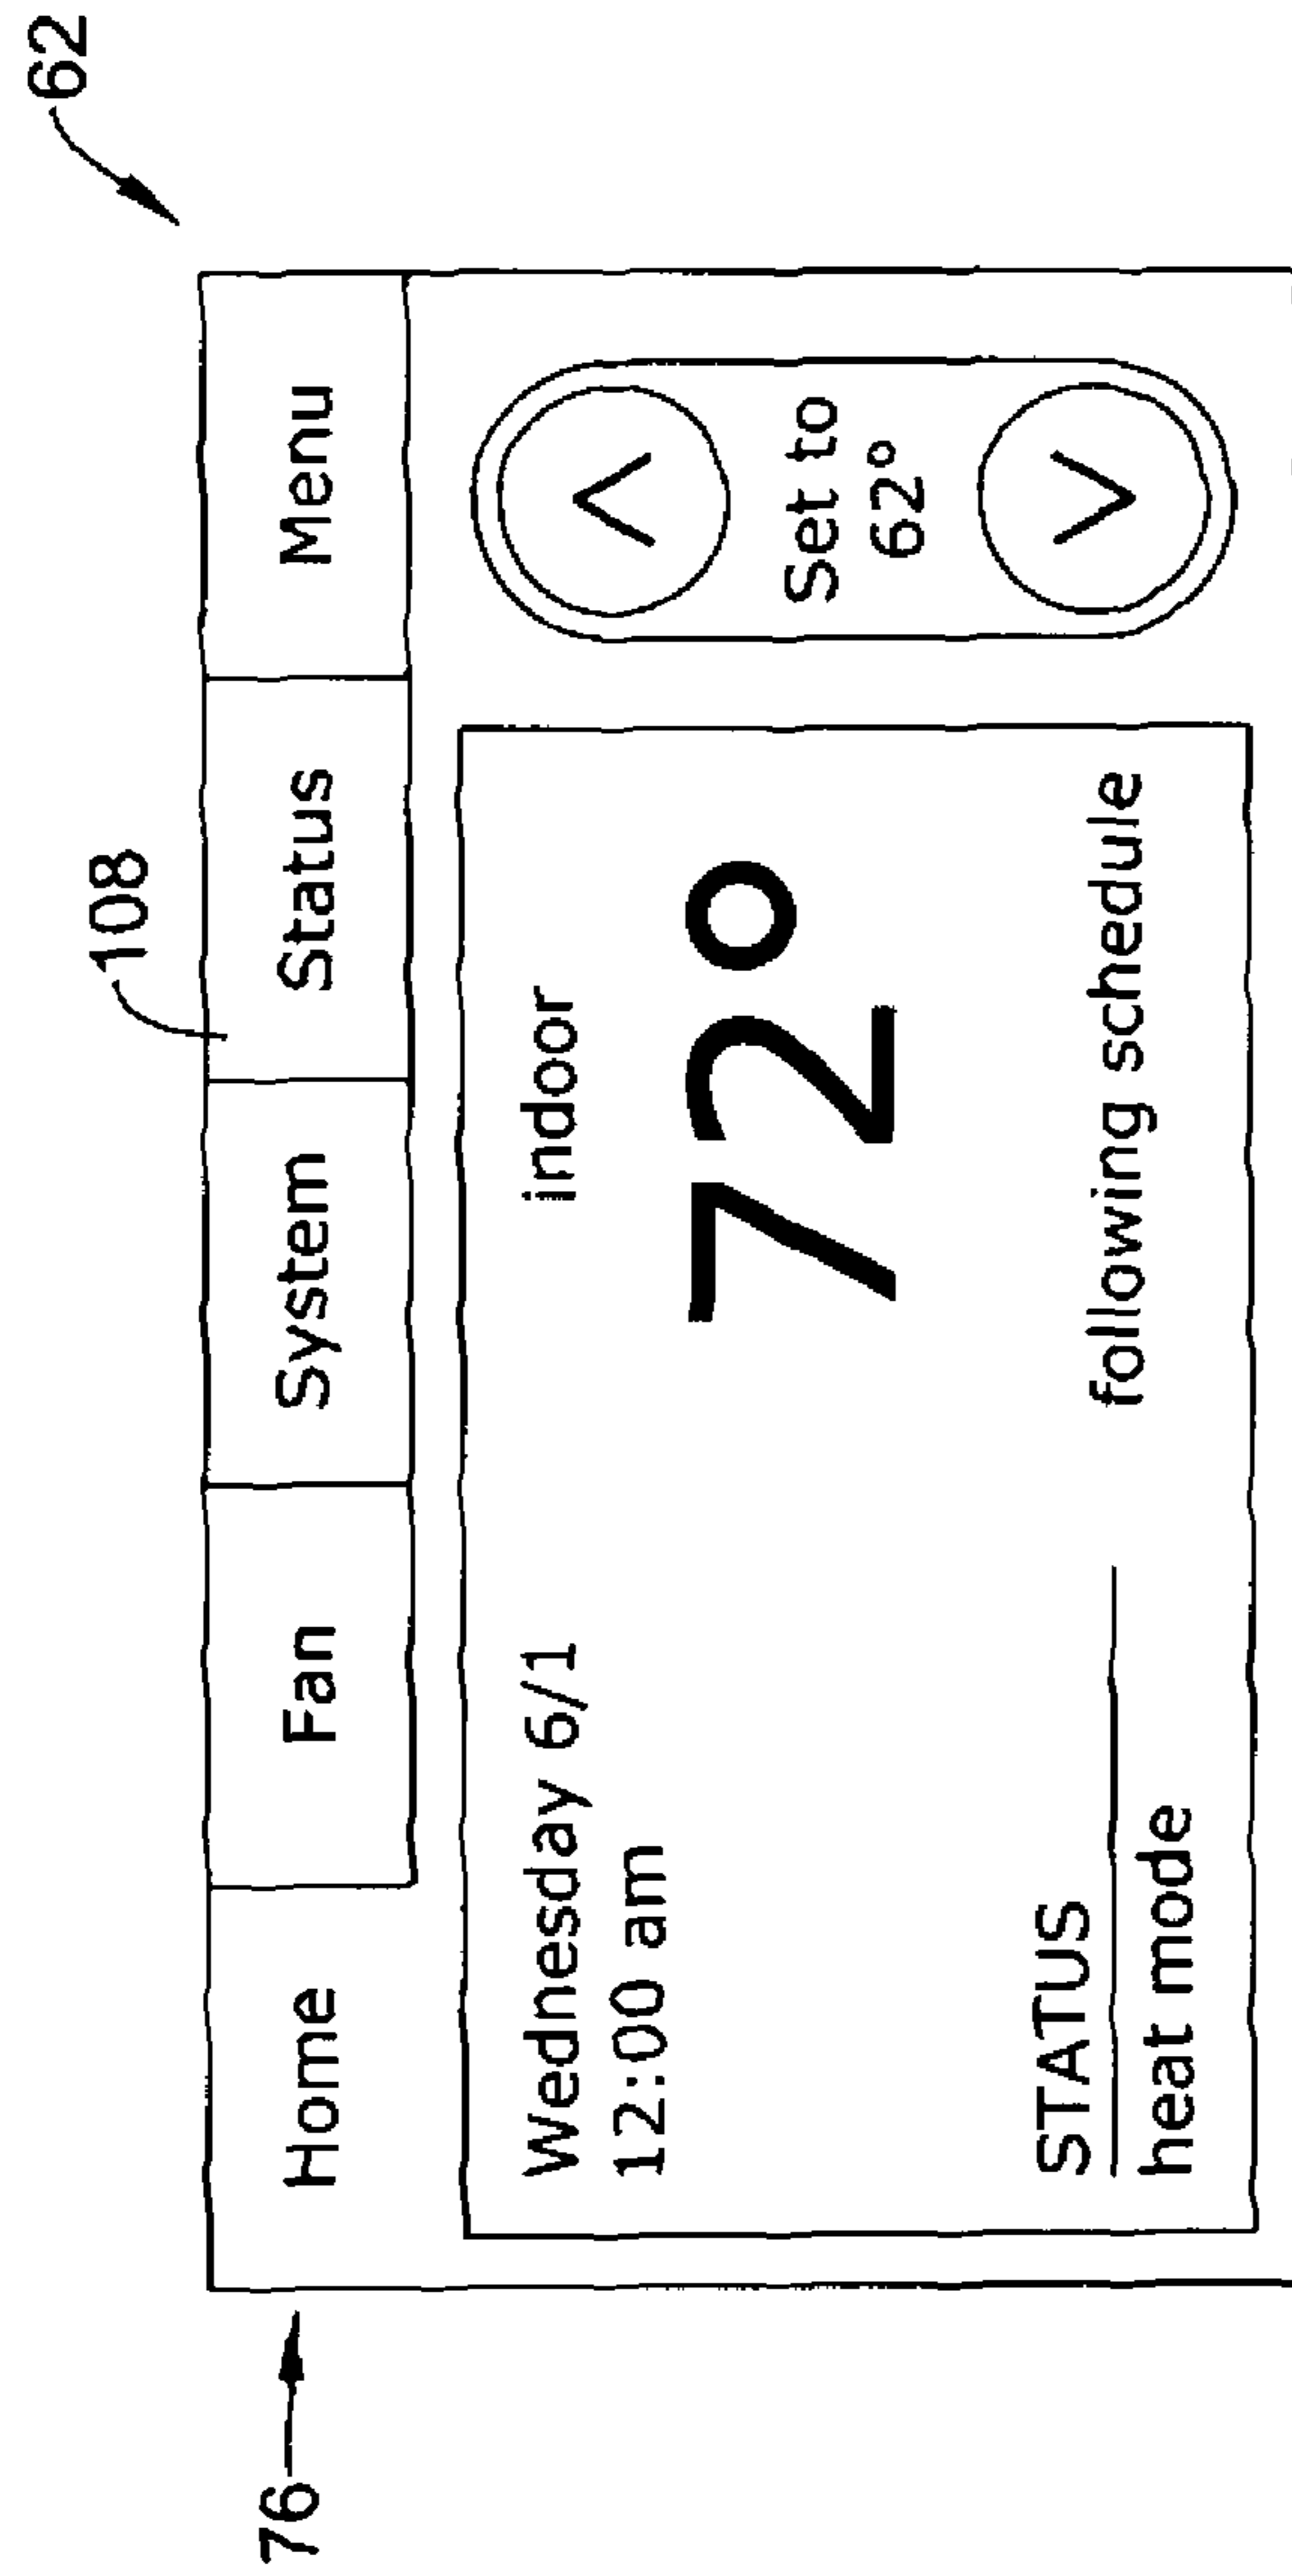 62
108
76
Home Fan System Status Menu
Wednesday 6/1
12:00 am
indoor
72°
Set to
62°
STATUS
heat mode
following schedule